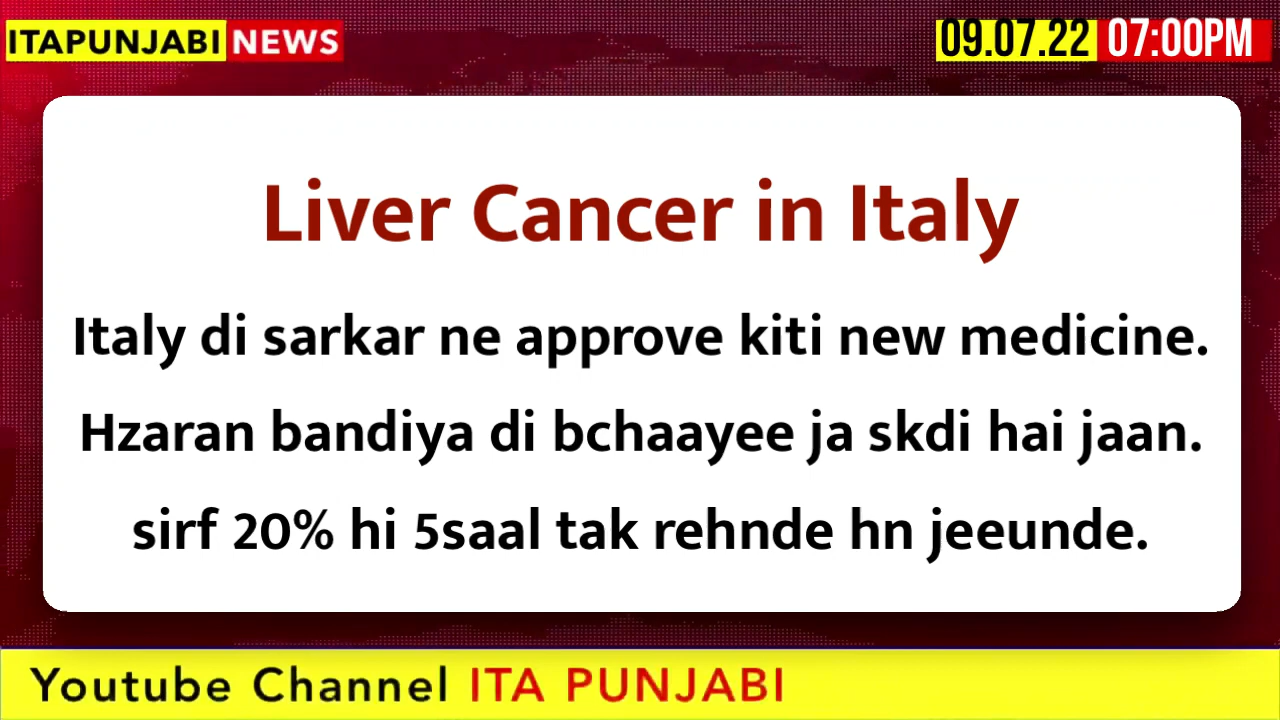 ITAPUNJABI NEWS
09.07.22 07:00PM
Liver Cancer in Italy
Italy di sarkar ne approve kiti new medicine.
Hzaran bandiya di bchaayee ja skdi hai jaan.
sirf 20% hi 5saal tak rehnde hn jeeunde.
Youtube Channel ITA PUNJABI